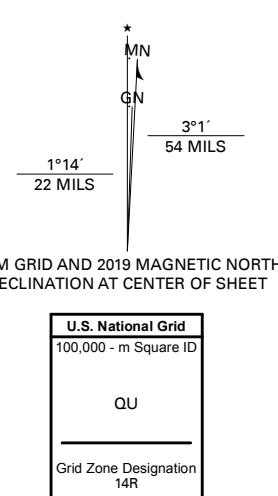 ★
MN
GN
3°1´
54 MILS
1°14´
22 MILS
M GRID AND 2019 MAGNETIC NORTH
ECLINATION AT CENTER OF SHEET
U.S. National Grid
100,000 - m Square ID
QU
Grid Zone Designation
14R